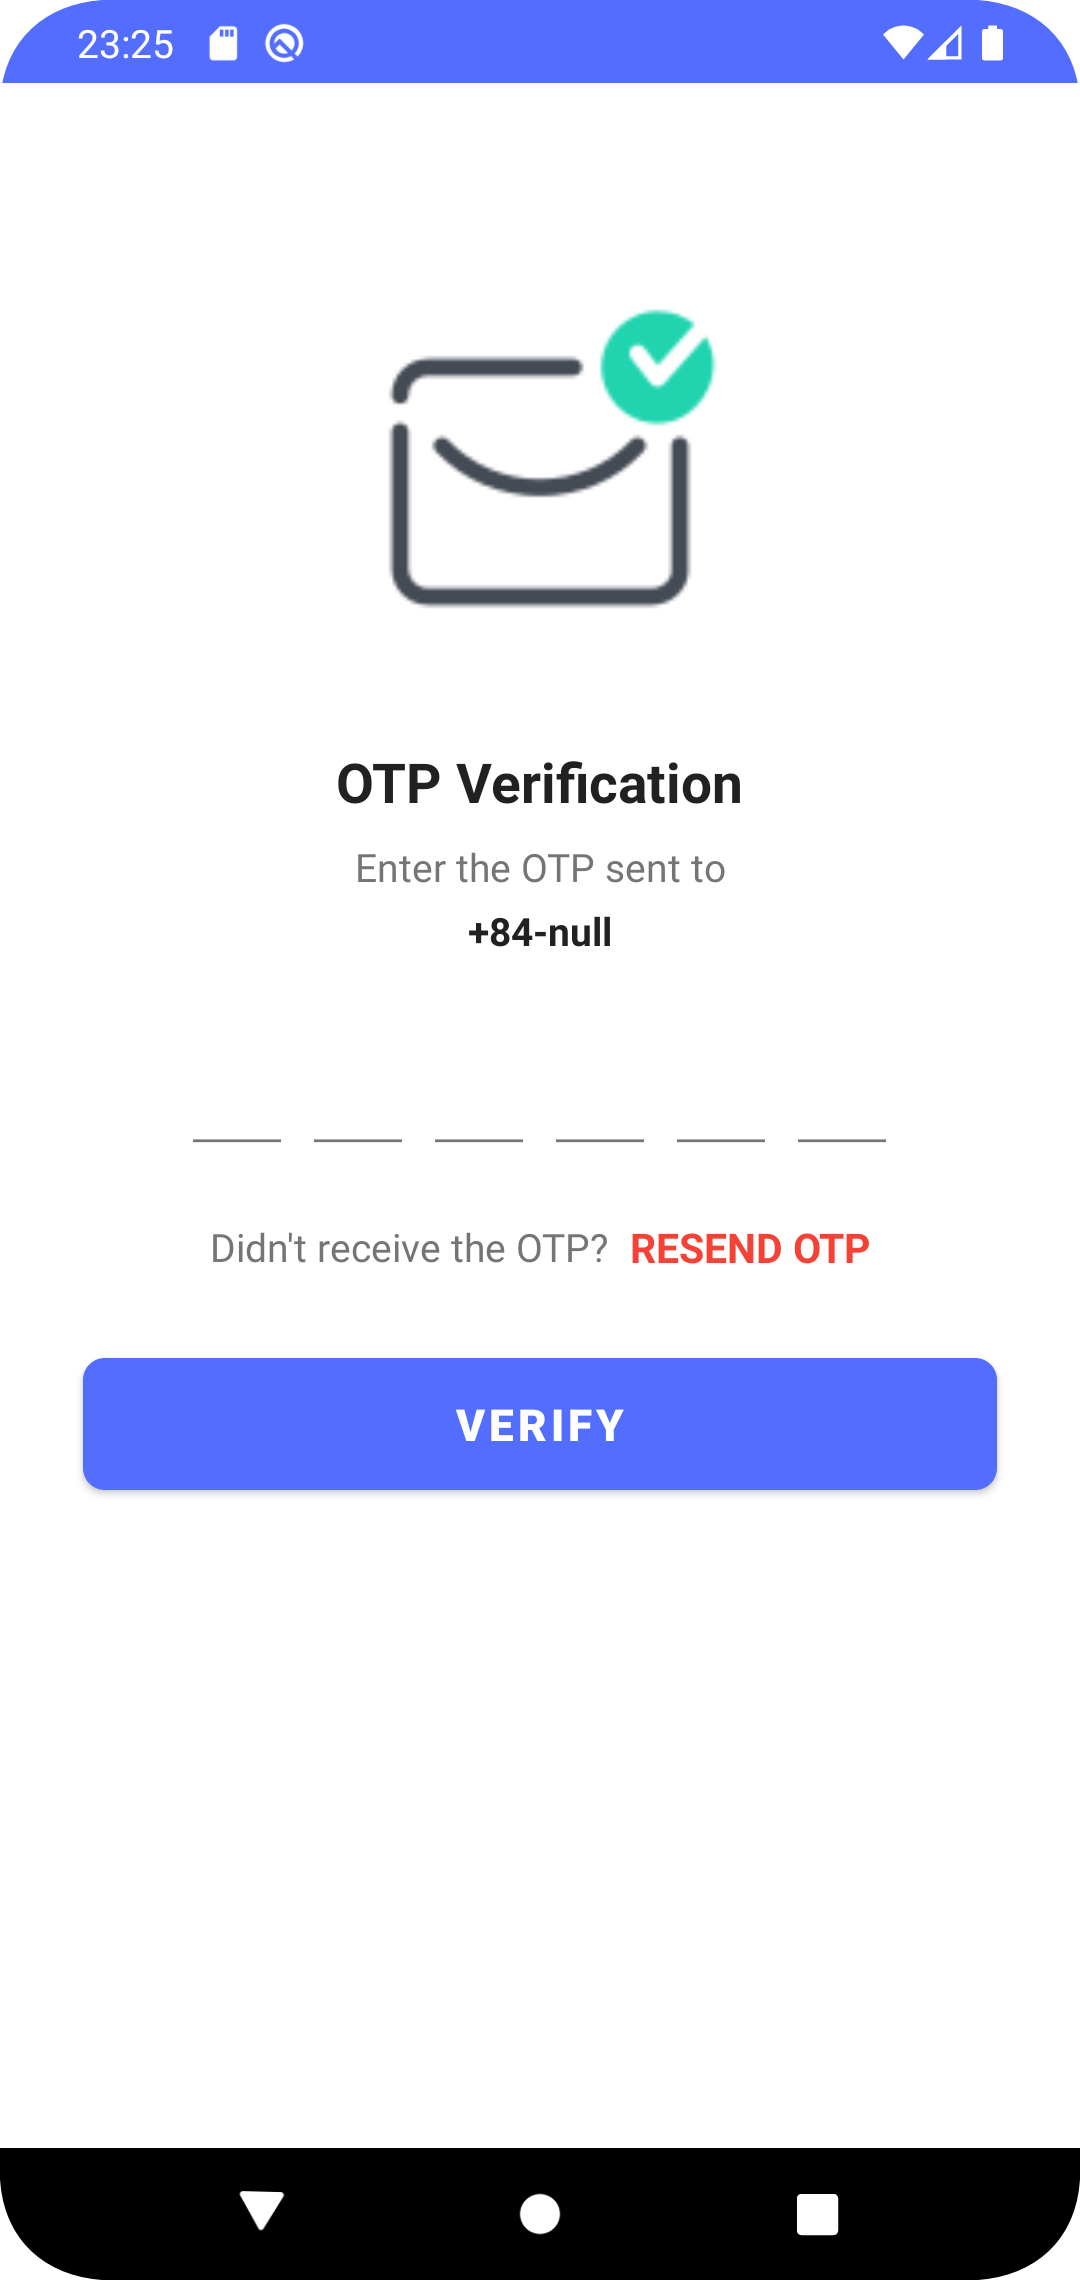 23:25
OTP Verification
Enter the OTP sent to
+84-null
Didn't receive the OTP? RESEND OTP
VERIFY